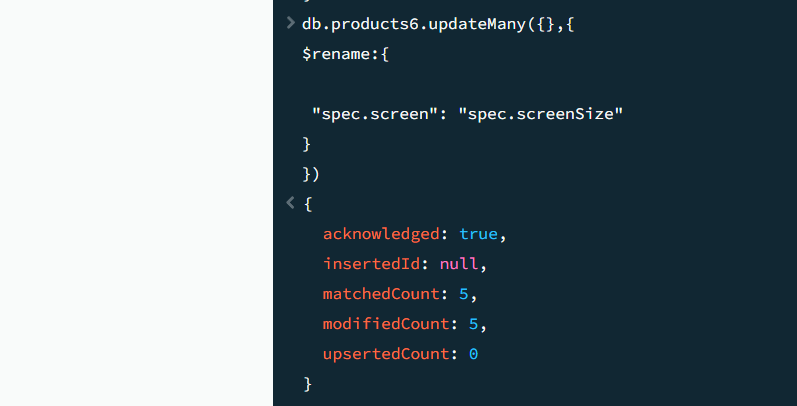 > db.products6.updateMany({},{
$rename:{
"spec.screen": "spec.screenSize"
}
})
< {
acknowledged: true,
insertedId: null,
matchedCount: 5,
modifiedCount: 5,
upsertedCount: 0
}